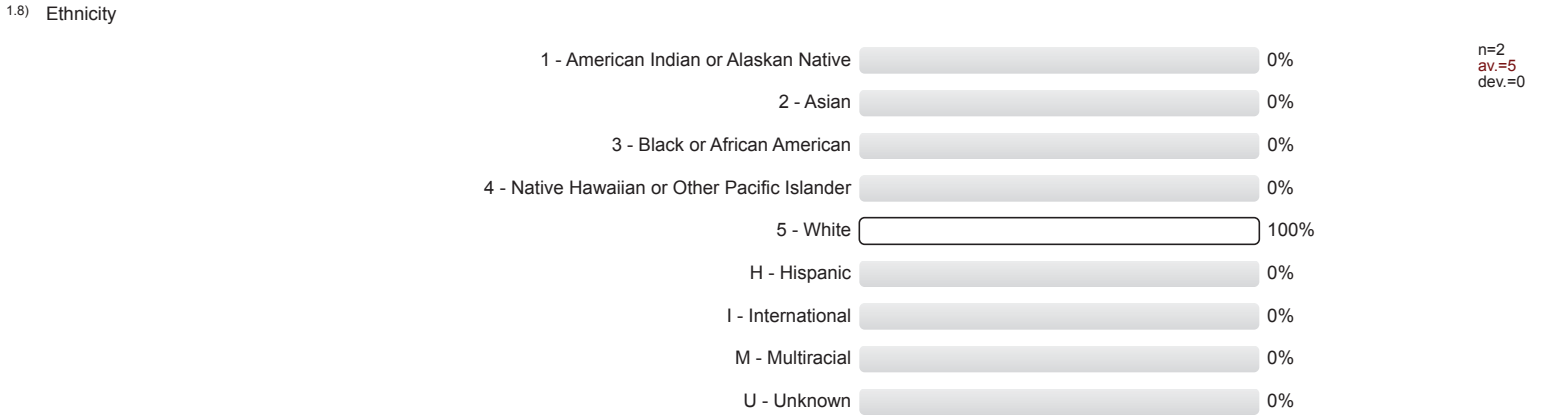 1.8) Ethnicity
1 - American Indian or Alaskan Native 0%
n=2
av.=5
dev.=0
2 - Asian 0%
3 - Black or African American 0%
4 - Native Hawaiian or Other Pacific Islander 0%
5 - White 100%
H - Hispanic 0%
I - International 0%
M - Multiracial 0%
U - Unknown 0%